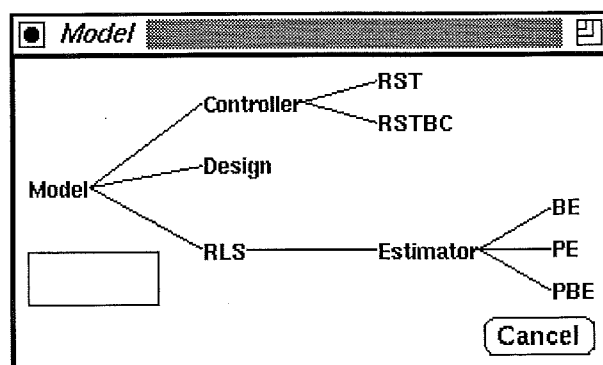 Model
RST
Controller
RSTBC
Design
Model
BE
RLS Estimator PE
PBE
Cancel